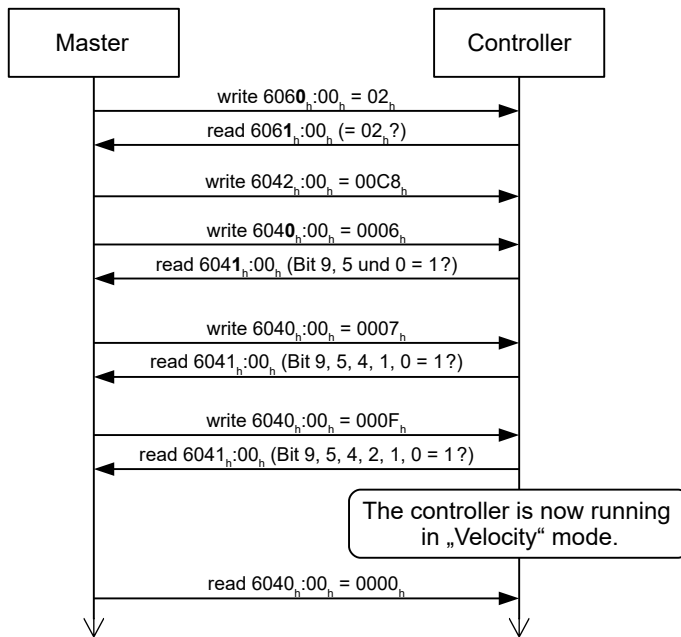 Master
Controller
write 6060ₕ:00ₕ = 02ₕ
read 6061ₕ:00ₕ (= 02ₕ?)
write 6042ₕ:00ₕ = 00C8ₕ
write 6040ₕ:00ₕ = 0006ₕ
read 6041ₕ:00ₕ (Bit 9, 5 und 0 = 1?)
write 6040ₕ:00ₕ = 0007ₕ
read 6041ₕ:00ₕ (Bit 9, 5, 4, 1, 0 = 1?)
write 6040ₕ:00ₕ = 000Fₕ
read 6041ₕ:00ₕ (Bit 9, 5, 4, 2, 1, 0 = 1?)
The controller is now running
in „Velocity“ mode.
read 6040ₕ:00ₕ = 0000ₕ